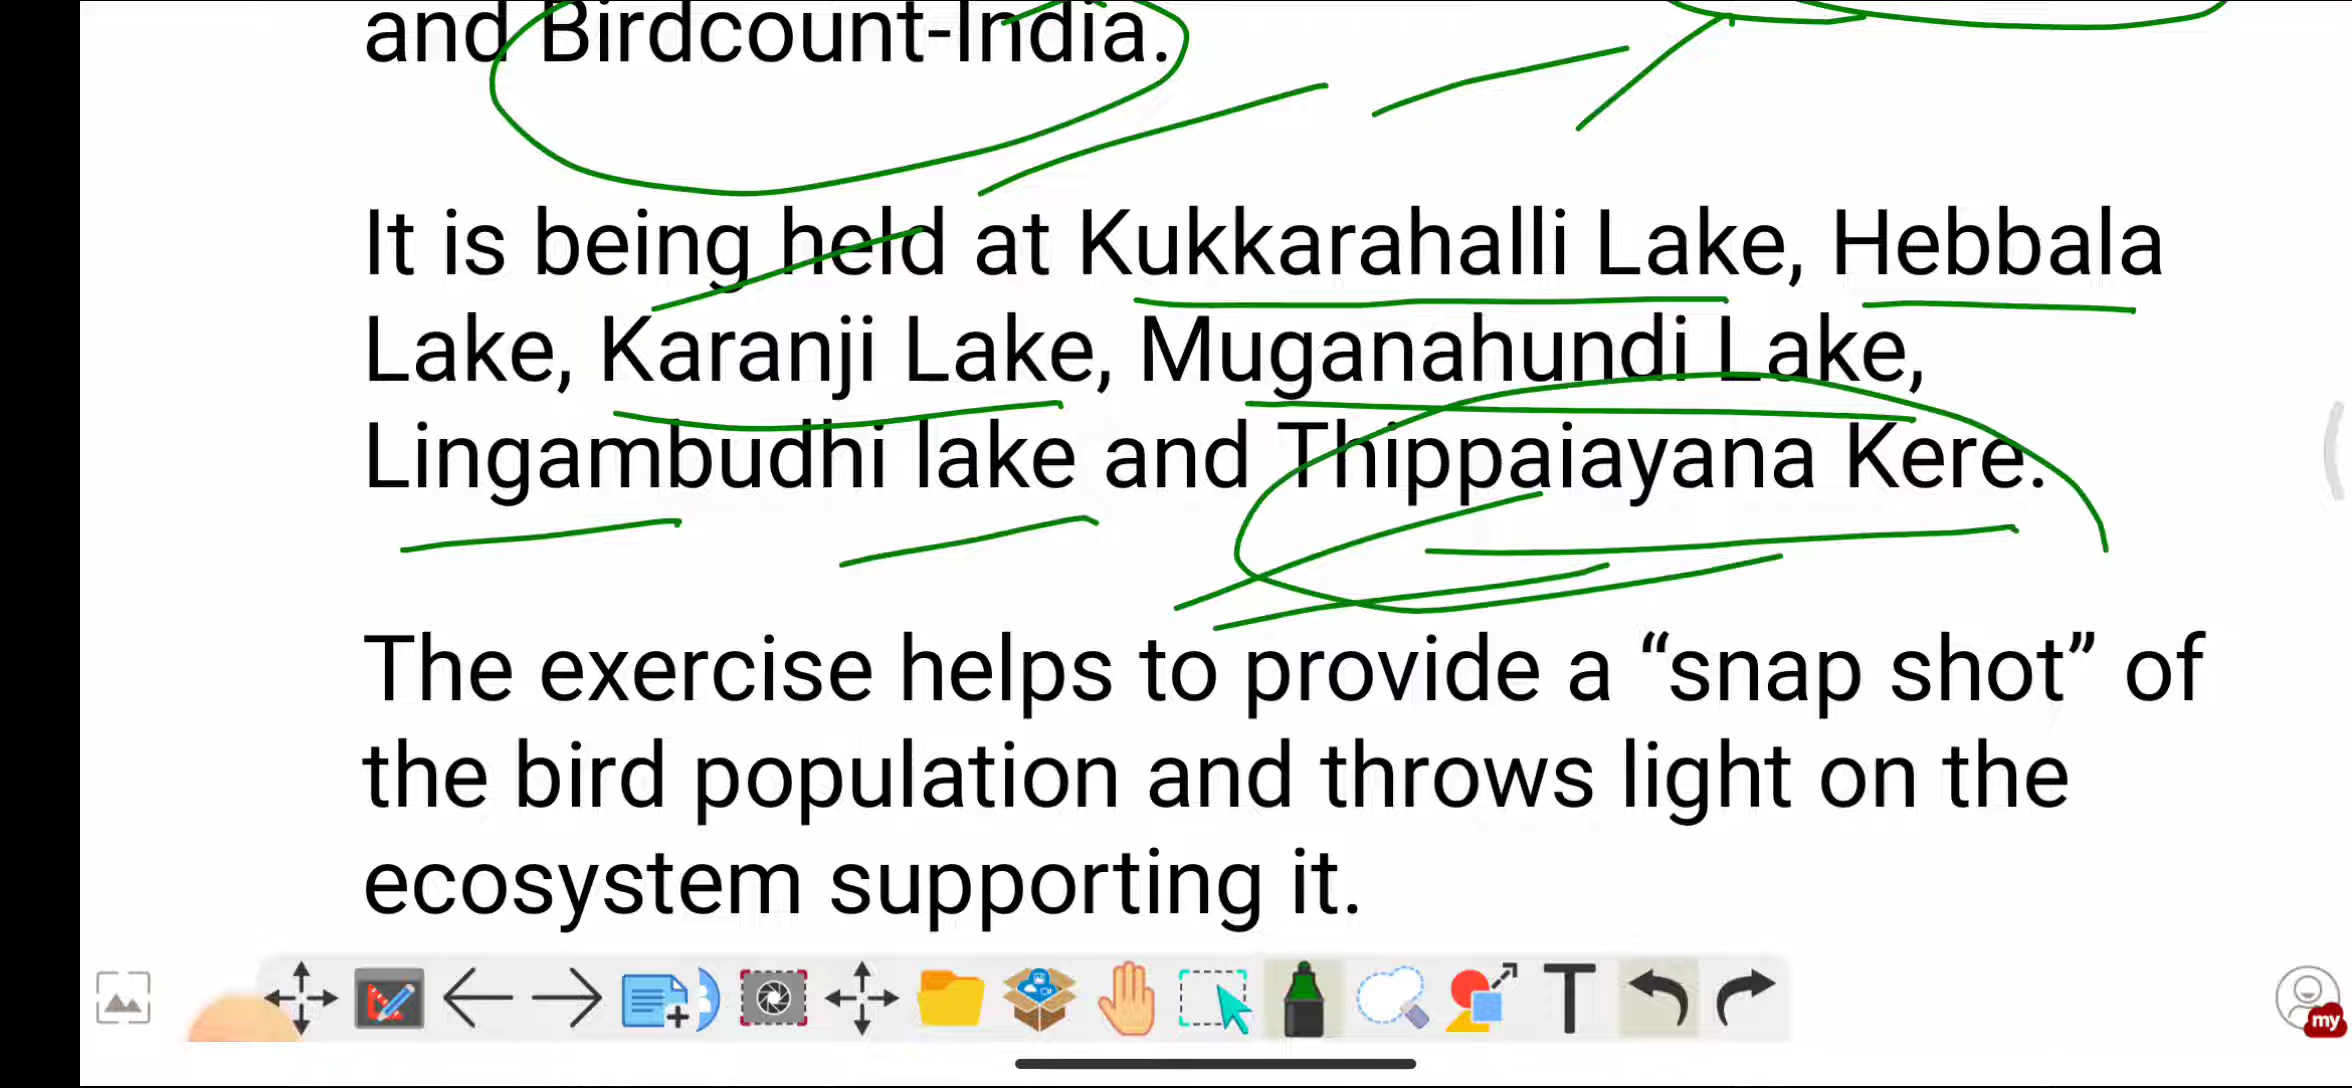 and Birdcount-India.
It is being held at Kukkarahalli Lake, Hebbala
Lake, Karanji Lake, Muganahundi Lake,
Lingambudhi lake and Thippaiayana Kere.
The exercise helps to provide a “snap shot” of
the bird population and throws light on the
ecosystem supporting it.
T
my